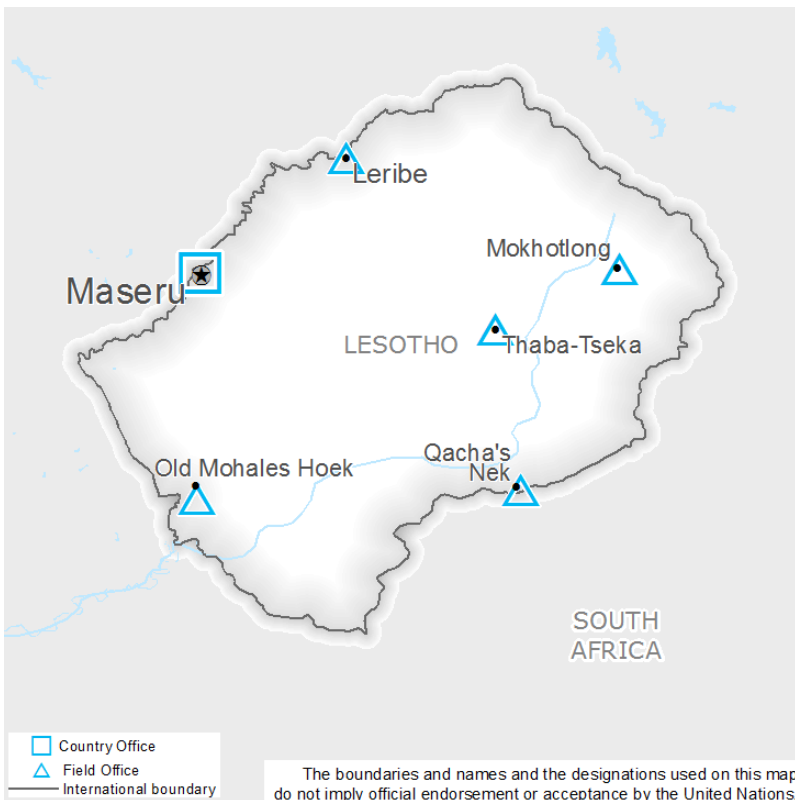 Leribe
Mokhotlong
Maseru
LESOTHO
Thaba-Tseka
Qacha's
Nek
Old Mohales Hoek
SOUTH
AFRICA
Country Office
Field Office
International boundary
The boundaries and names and the designations used on this map
do not imply official endorsement or acceptance by the United Nations.